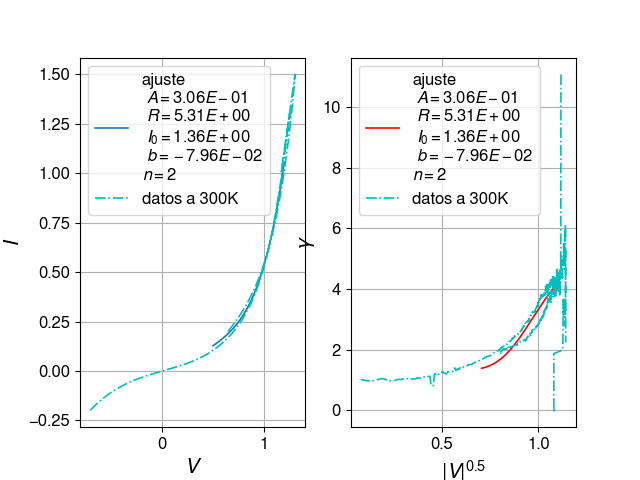 ajuste
A = 3.06E − 01
R = 5.31E + 00
I₀ = 1.36E + 00
b = − 7.96E − 02
n = 2
datos a 300K
1.50
1.25
1.00
0.75
0.50
0.25
0.00
−0.25
I
0
1
V
ajuste
A = 3.06E − 01
R = 5.31E + 00
I₀ = 1.36E + 00
b = − 7.96E − 02
n = 2
datos a 300K
10
8
6
4
2
0
γ
0.5
1.0
|V|^0.5